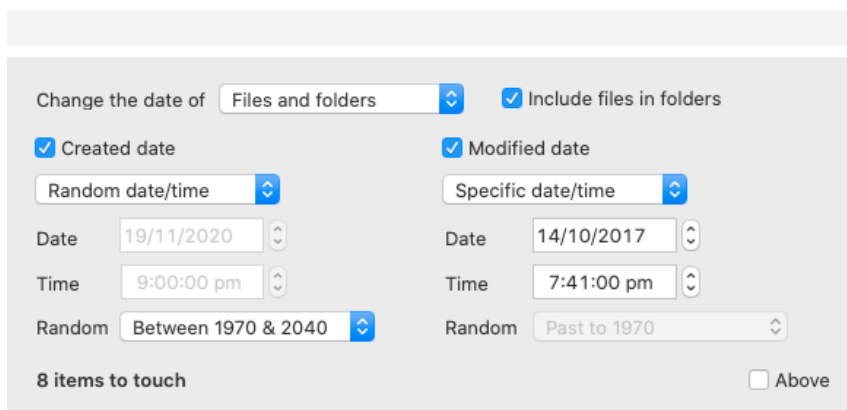 Change the date of Files and folders Include files in folders
Created date Modified date
Random date/time Specific date/time
Date 19/11/2020 Date 14/10/2017
Time 9:00:00 pm Time 7:41:00 pm
Random Between 1970 & 2040 Random Past to 1970
8 items to touch Above